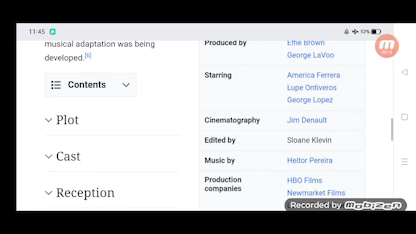 11:45
52%
musical adaptation was being
developed.[6]
Contents
Plot
Cast
Reception
Produced by
Effie Brown
George LaVoo
Starring
America Ferrera
Lupe Ontiveros
George Lopez
Cinematography
Jim Denault
Edited by
Sloane Klevin
Music by
Heitor Pereira
Production
companies
HBO Films
Newmarket Films
Recorded by mobizen